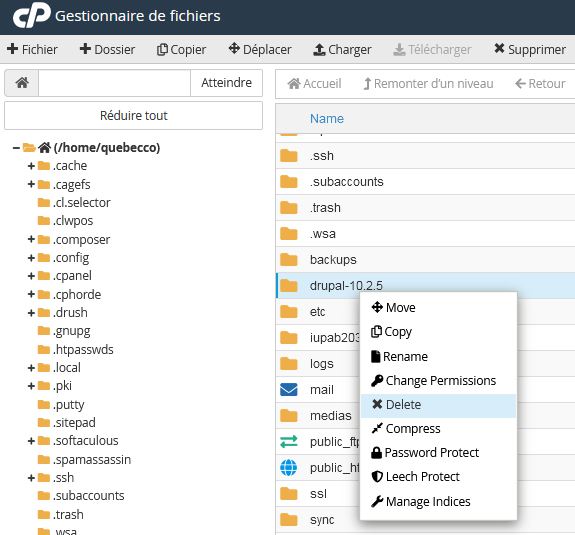 cP Gestionnaire de fichiers
Fichier Dossier Copier Déplacer Charger Télécharger Supprimer
Atteindre
Réduire tout
(/home/quebecco)
.cache
.cagefs
.cl.selector
.clwpos
.composer
.config
.cpanel
.cphorde
.drush
.gnupg
.htpasswds
.local
.pki
.putty
.sitepad
.softaculous
.spamassassin
.ssh
.subaccounts
.trash
.wsa
Accueil Remonter d'un niveau Retour
Name
.ssh
.subaccounts
.trash
.wsa
backups
drupal-10.2.5
etc
iupab203
logs
mail
medias
public_ftp
public_ht
ssl
sync
Move
Copy
Rename
Change Permissions
Delete
Compress
Password Protect
Leech Protect
Manage Indices